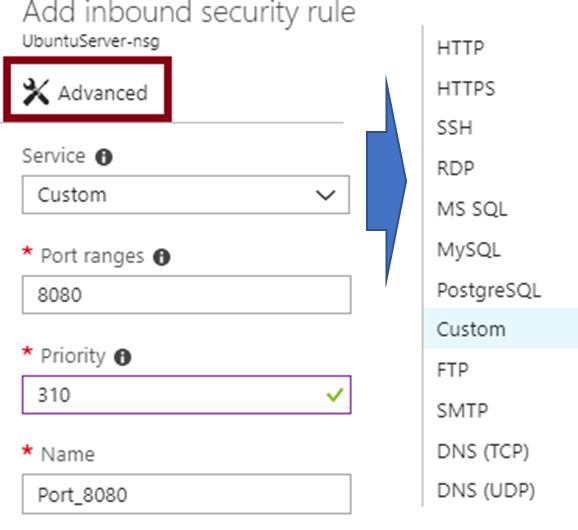 Add inbound security rule
UbuntuServer-nsg
Advanced
Service
Custom
* Port ranges
8080
* Priority
310
* Name
Port_8080
HTTP
HTTPS
SSH
RDP
MS SQL
MySQL
PostgreSQL
Custom
FTP
SMTP
DNS (TCP)
DNS (UDP)